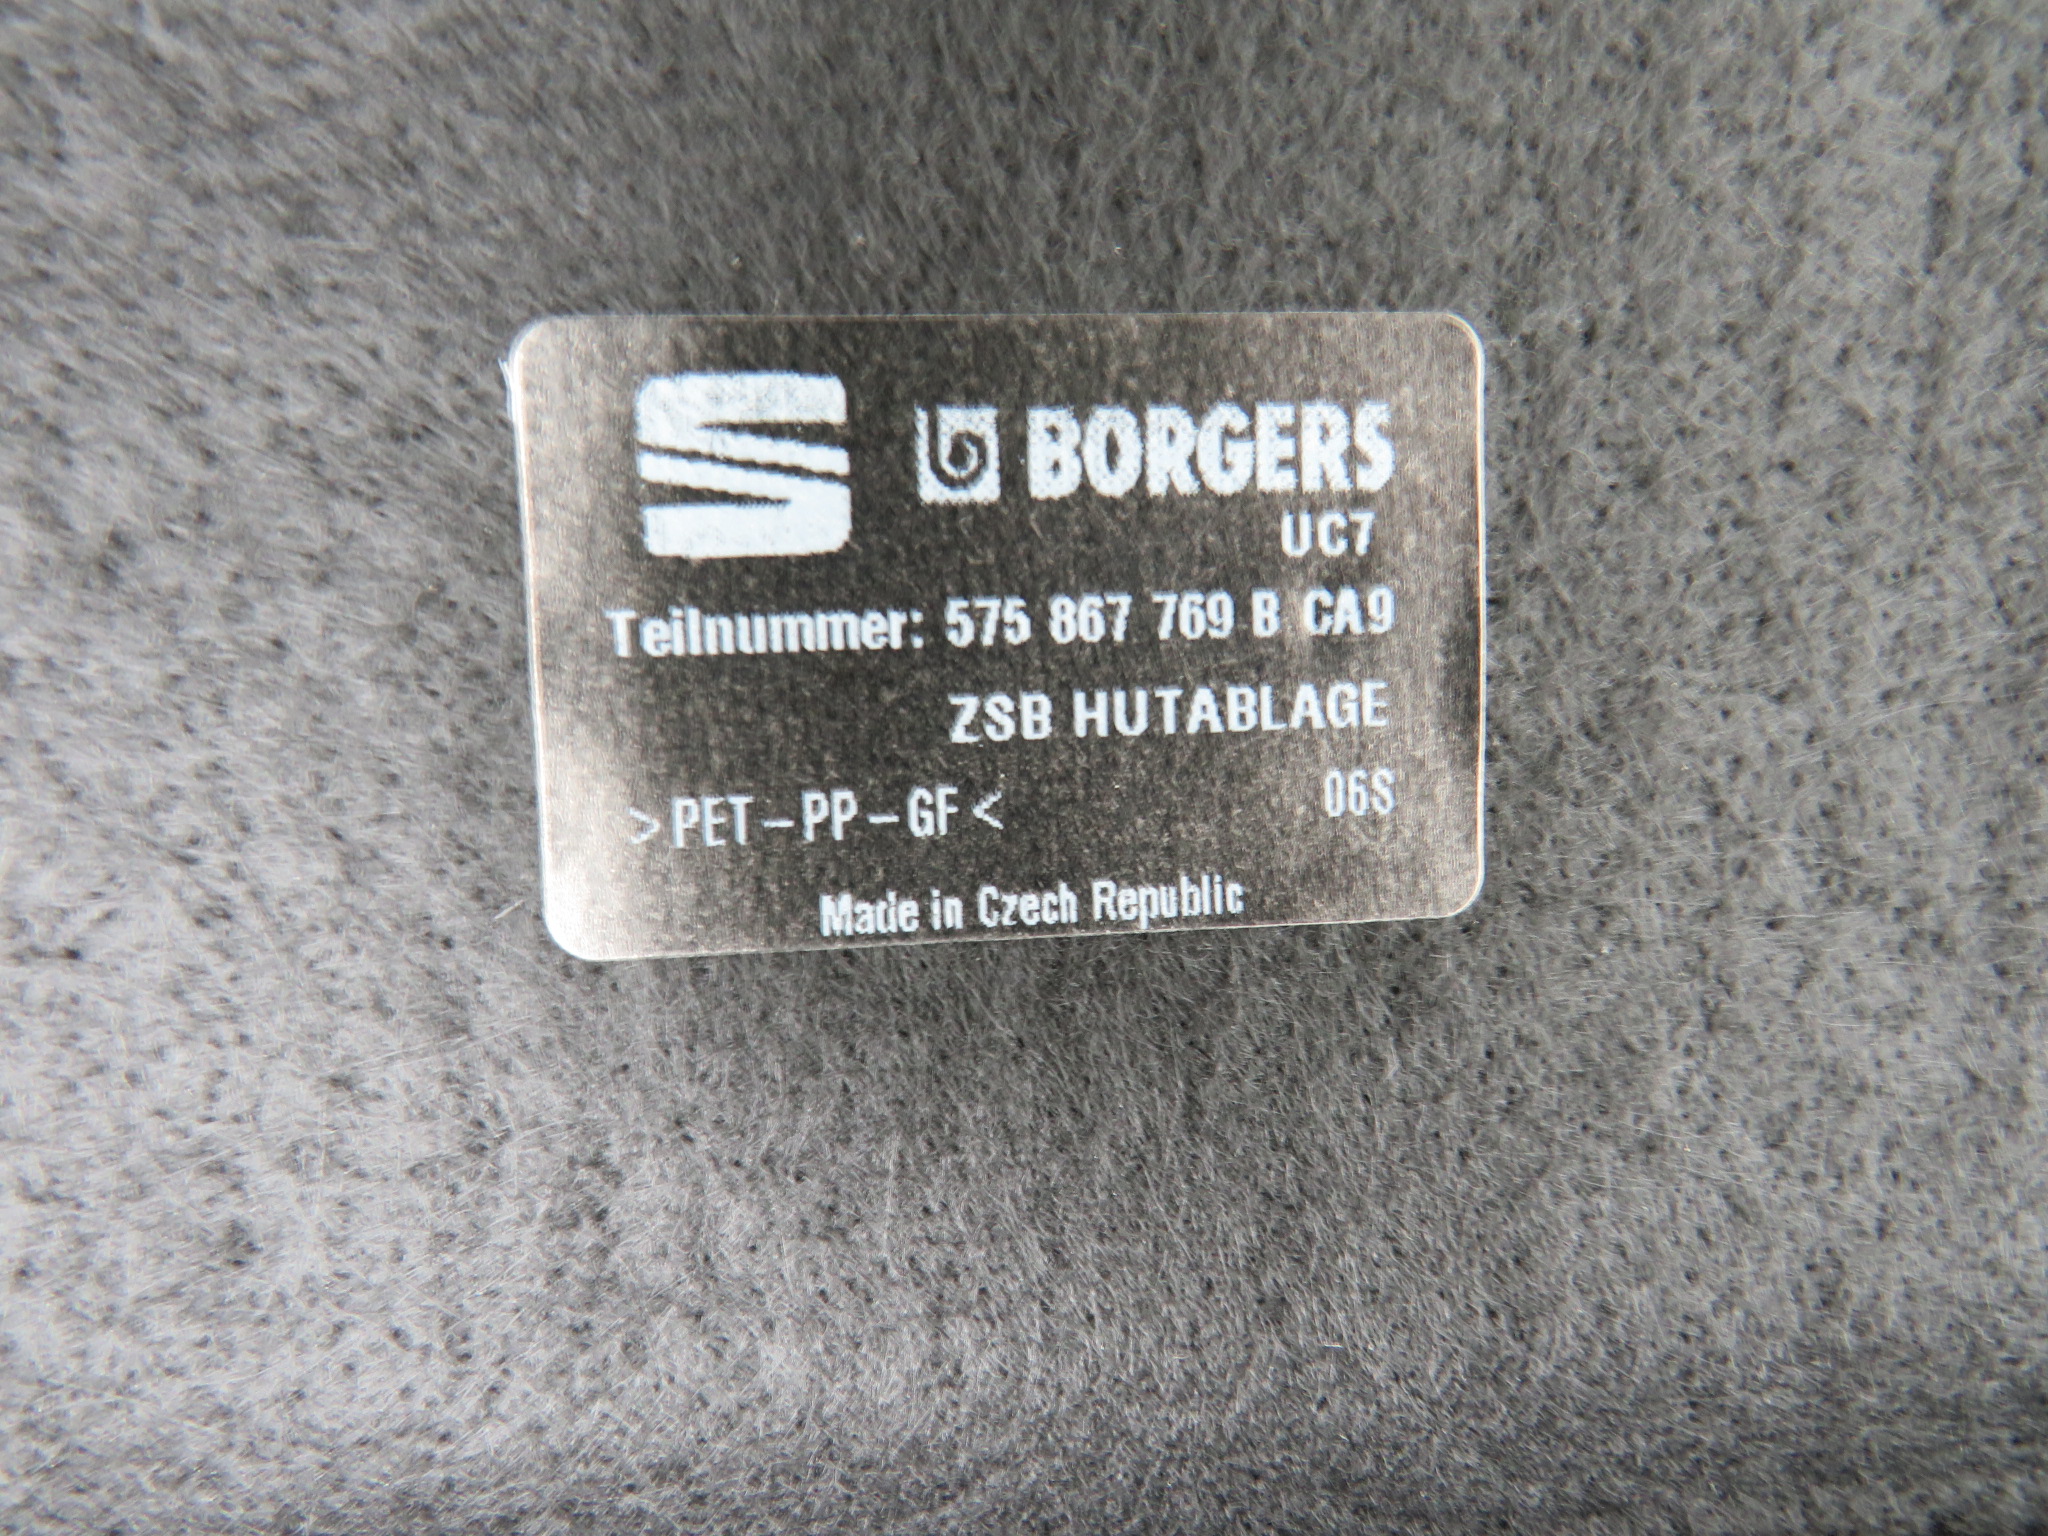 BORGERS
UC7
Teilnummer: 575 867 769 B CA9
ZSB HUTABLAGE
>PET-PP-GF< 06S
Made in Czech Republic